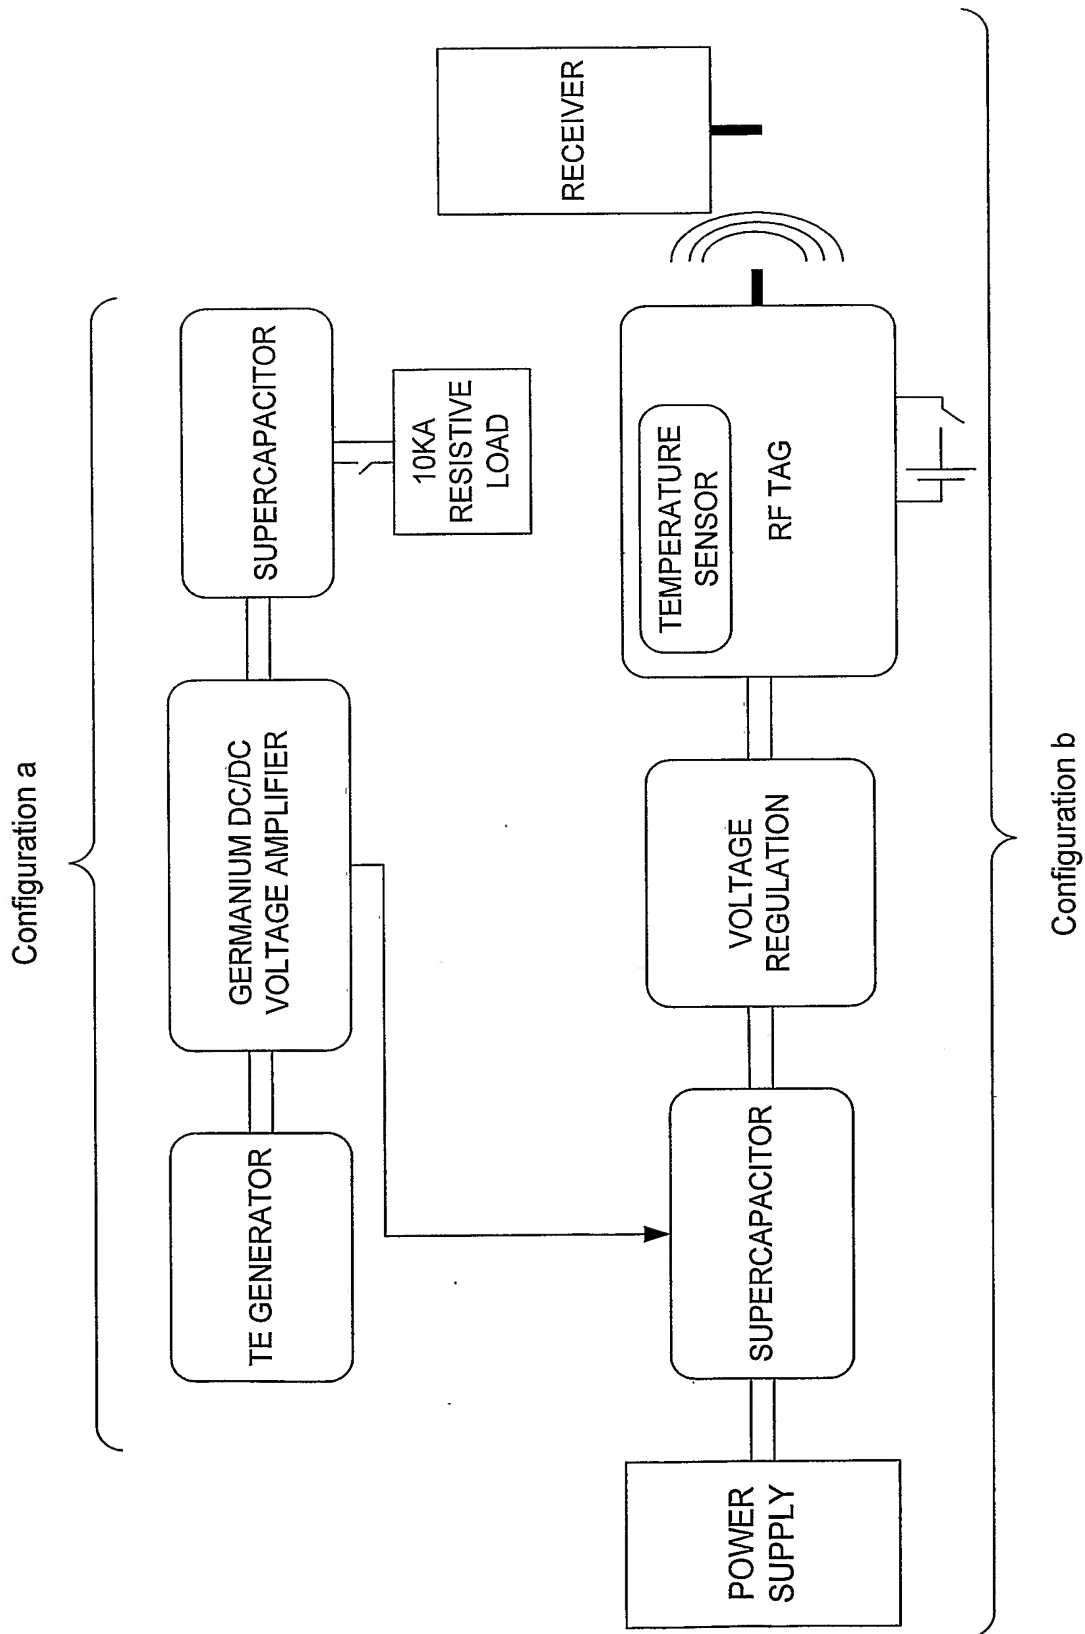 Configuration a
TE GENERATOR
GERMANIUM DC/DC
VOLTAGE AMPLIFIER
SUPERCAPACITOR
10KA
RESISTIVE
LOAD
POWER
SUPPLY
SUPERCAPACITOR
VOLTAGE
REGULATION
TEMPERATURE
SENSOR
RF TAG
RECEIVER
Configuration b